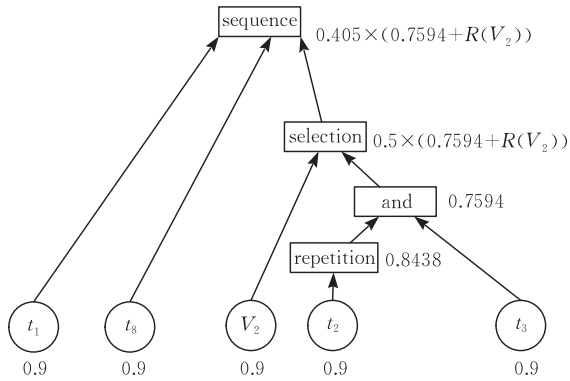 sequence
0.405×(0.7594+R(V₂))
selection
0.5×(0.7594+R(V₂))
and
0.7594
repetition
0.8438
t₁ t₈ V₂ t₂ t₃
0.9 0.9 0.9 0.9 0.9